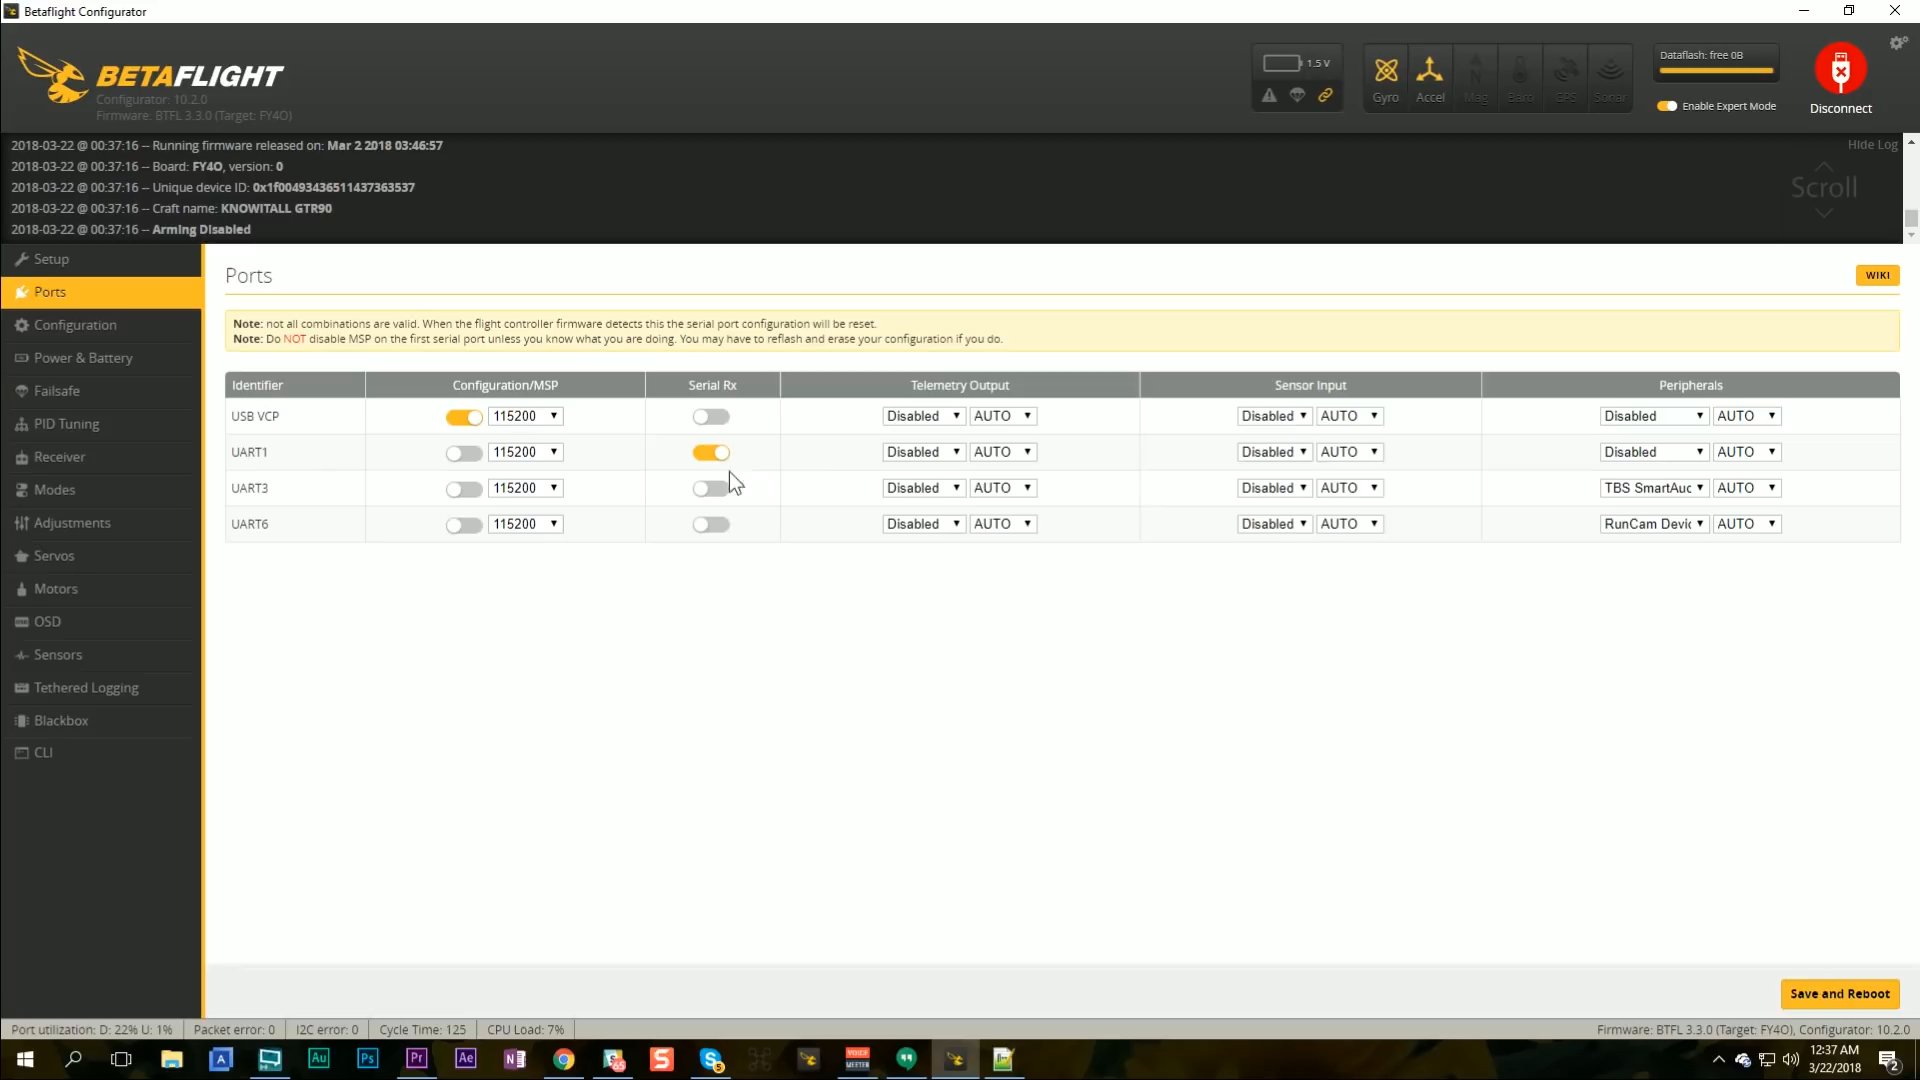 Betaflight Configurator
BETAFLIGHT
Configurator: 10.2.0
Firmware: BTFL 3.3.0 (Target: FY4O)
1.5 V
Gyro
Accel
Mag
Baro
GPS
Sonar
Dataflash: free 0B
Enable Expert Mode
Disconnect
2018-03-22 @ 00:37:16 -- Running firmware released on: Mar 2 2018 03:46:57
2018-03-22 @ 00:37:16 -- Board: FY4O, version: 0
2018-03-22 @ 00:37:16 -- Unique device ID: 0x1f0049343651143​7363537
2018-03-22 @ 00:37:16 -- Craft name: KNOWITALL GTR90
2018-03-22 @ 00:37:16 -- Arming Disabled
Hide Log
Scroll
Setup
Ports
Configuration
Power & Battery
Failsafe
PID Tuning
Receiver
Modes
Adjustments
Servos
Motors
OSD
Sensors
Tethered Logging
Blackbox
CLI
Ports
WIKI
Note: not all combinations are valid. When the flight controller firmware detects this the serial port configuration will be reset.
Note: Do NOT disable MSP on the first serial port unless you know what you are doing. You may have to reflash and erase your configuration if you do.
Identifier Configuration/MSP Serial Rx Telemetry Output Sensor Input Peripherals
USB VCP 115200 Disabled AUTO Disabled AUTO Disabled AUTO
UART1 115200 Disabled AUTO Disabled AUTO Disabled AUTO
UART3 115200 Disabled AUTO Disabled AUTO TBS SmartAuc AUTO
UART6 115200 Disabled AUTO Disabled AUTO RunCam Devic AUTO
Save and Reboot
Port utilization: D: 22% U: 1% Packet error: 0 I2C error: 0 Cycle Time: 125 CPU Load: 7%
Firmware: BTFL 3.3.0 (Target: FY4O), Configurator: 10.2.0
A Au Ps Pr Ae N 65 S S 5 VOICE MEETER
12:37 AM
3/22/2018
2